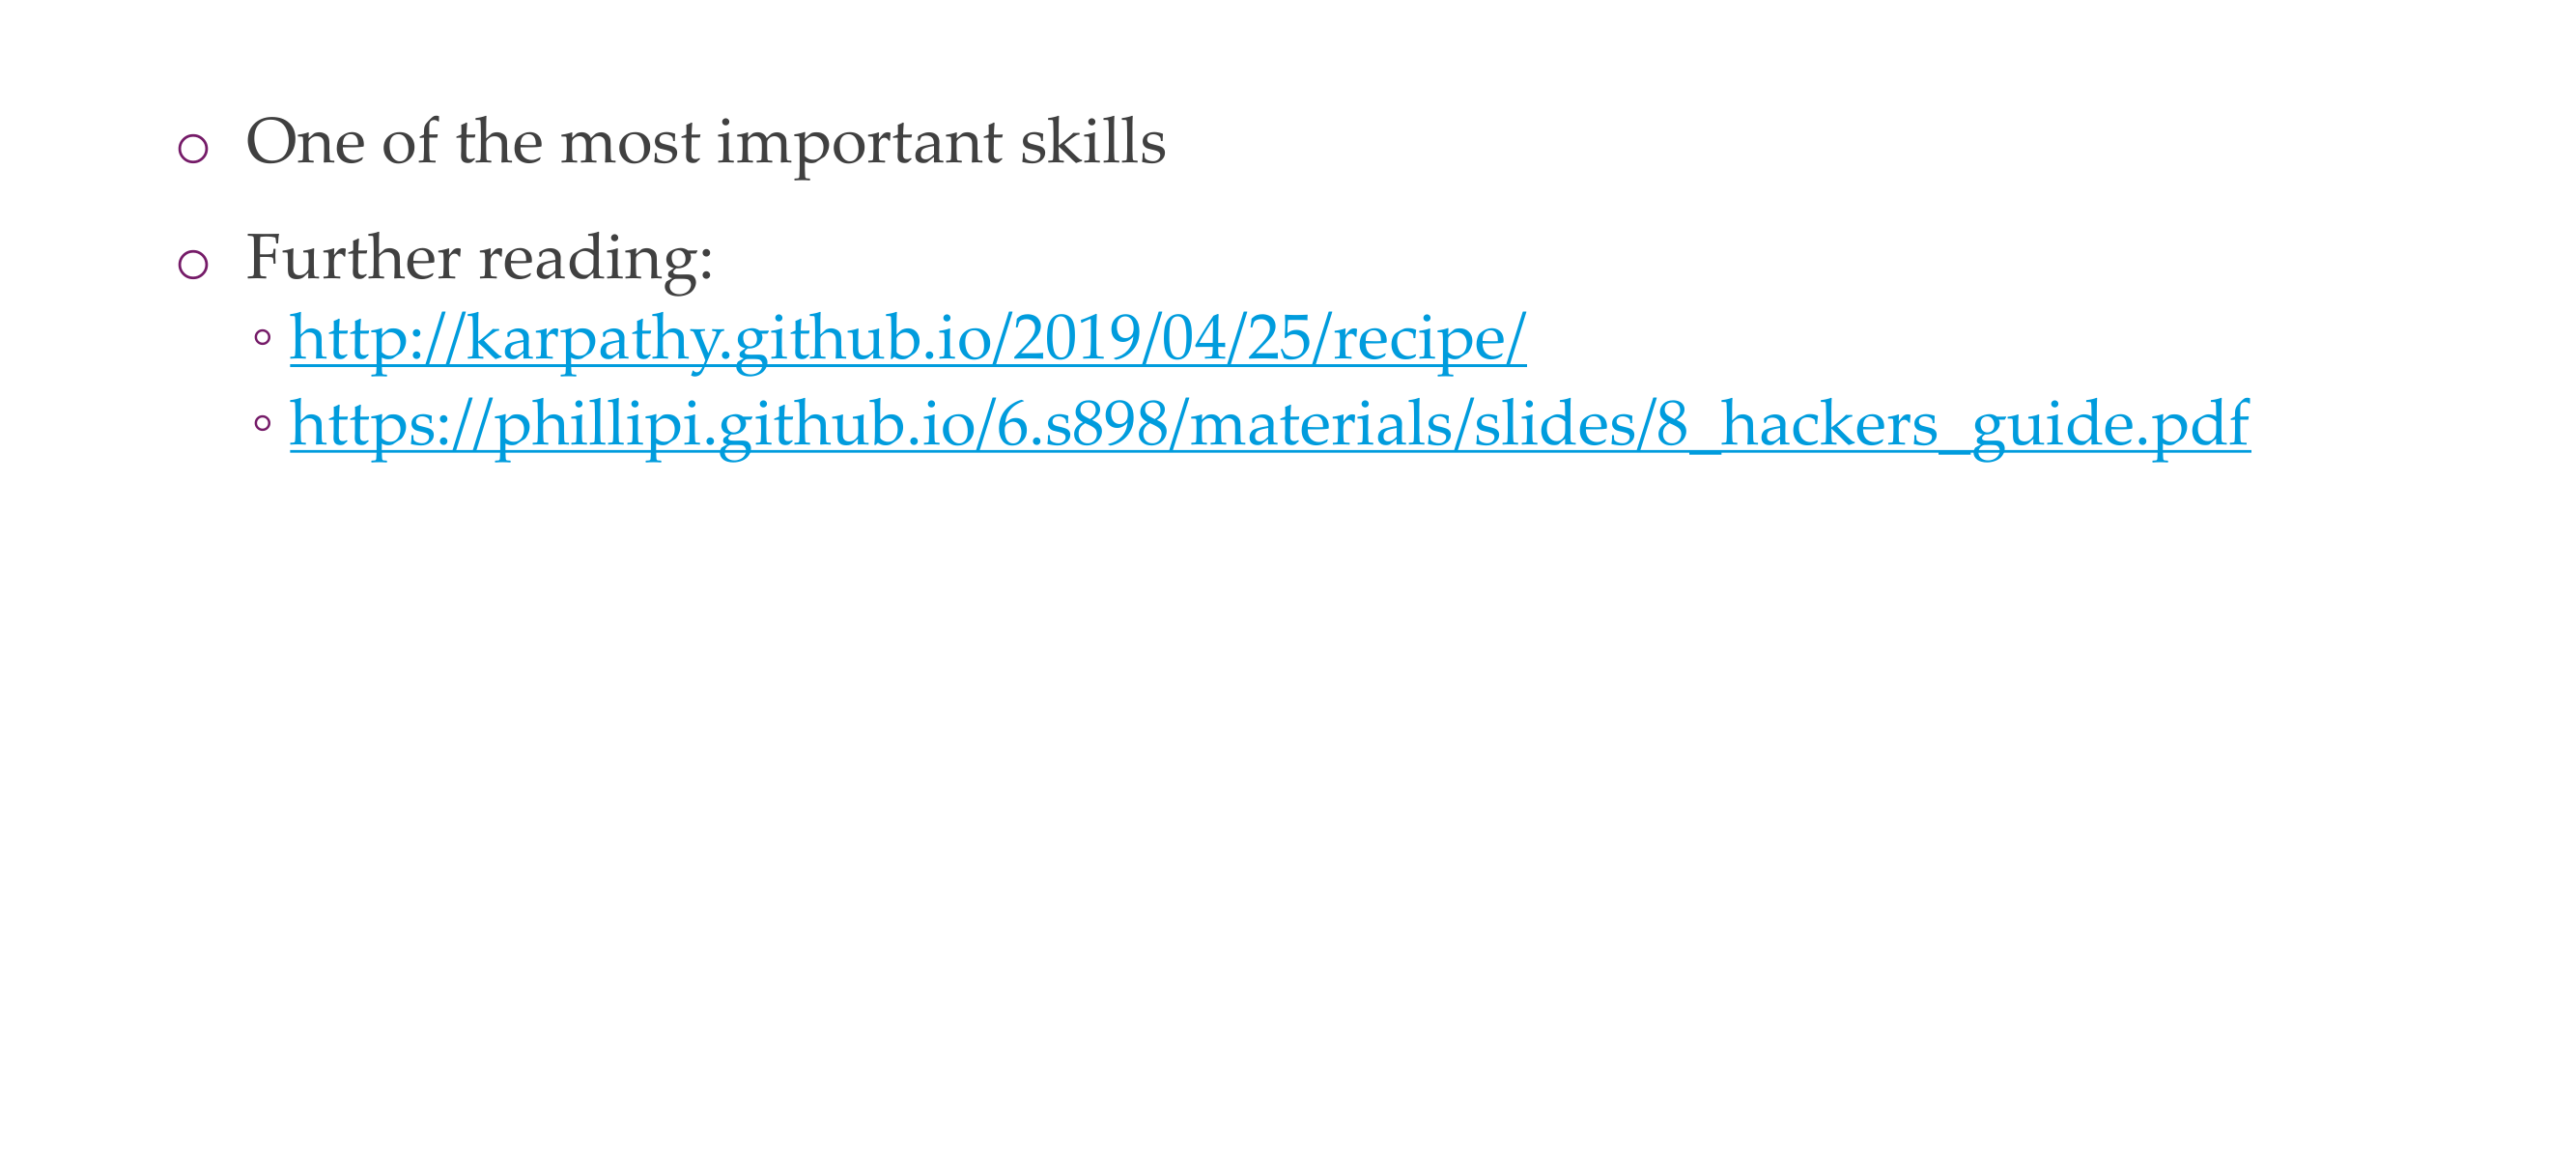 One of the most important skills
Further reading:
http://karpathy.github.io/2019/04/25/recipe/
https://phillipi.github.io/6.s898/materials/slides/8_hackers_guide.pdf